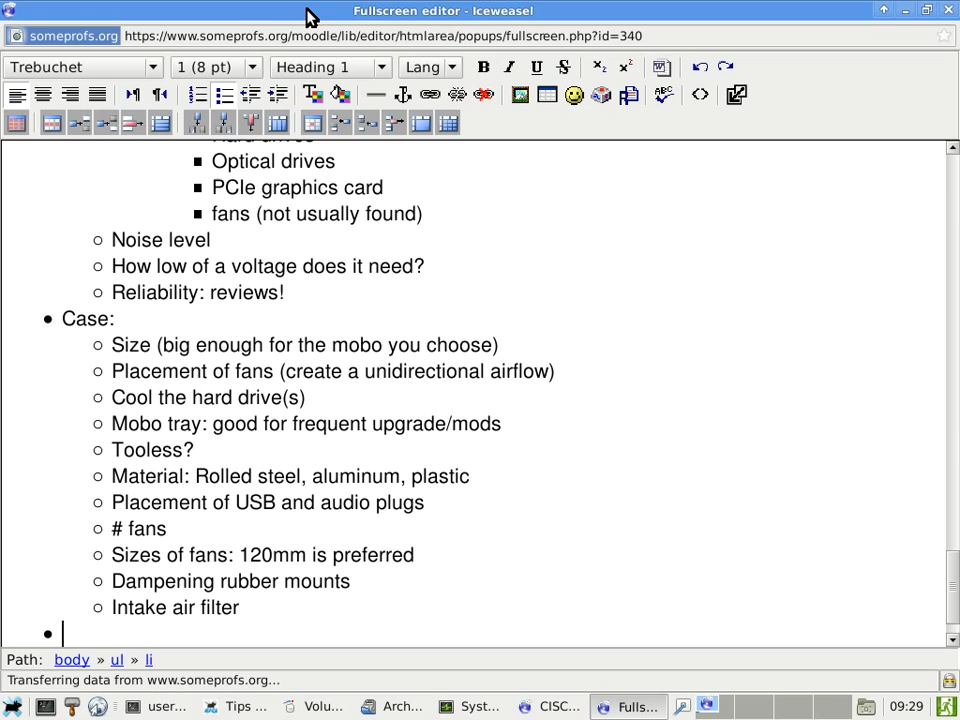 Fullscreen editor - Iceweasel
someprofs.org https://www.someprofs.org/moodle/lib/editor/htmlarea/popups/fullscreen.php?id=340
Trebuchet 1 (8 pt) Heading 1 Lang B I U S
Optical drives
PCIe graphics card
fans (not usually found)
Noise level
How low of a voltage does it need?
Reliability: reviews!
Case:
Size (big enough for the mobo you choose)
Placement of fans (create a unidirectional airflow)
Cool the hard drive(s)
Mobo tray: good for frequent upgrade/mods
Tooless?
Material: Rolled steel, aluminum, plastic
Placement of USB and audio plugs
# fans
Sizes of fans: 120mm is preferred
Dampening rubber mounts
Intake air filter
Path: body » ul » li
Transferring data from www.someprofs.org...
user... Tips ... Volu... Arch... Syst... CISC... Fulls... 09:29